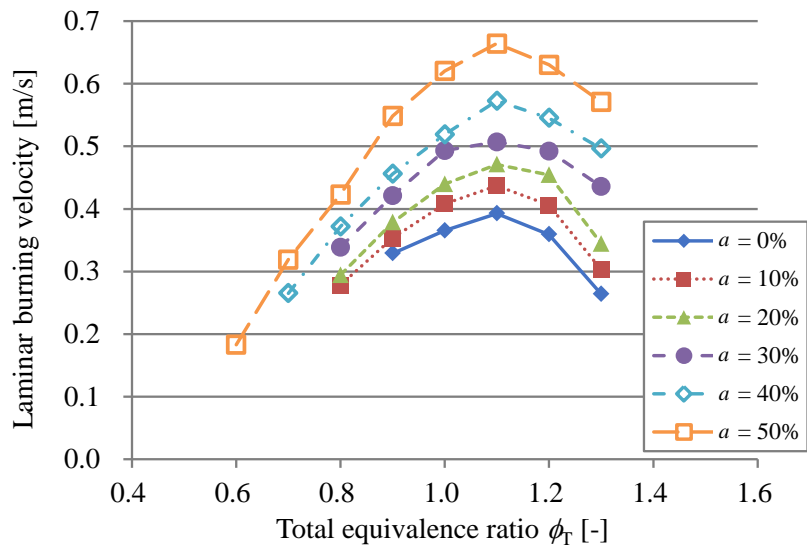 Laminar burning velocity [m/s]
0.7
0.6
0.5
0.4
0.3
0.2
0.1
0.0
0.4 0.6 0.8 1.0 1.2 1.4 1.6
Total equivalence ratio ϕT [-]
a = 0%
a = 10%
a = 20%
a = 30%
a = 40%
a = 50%